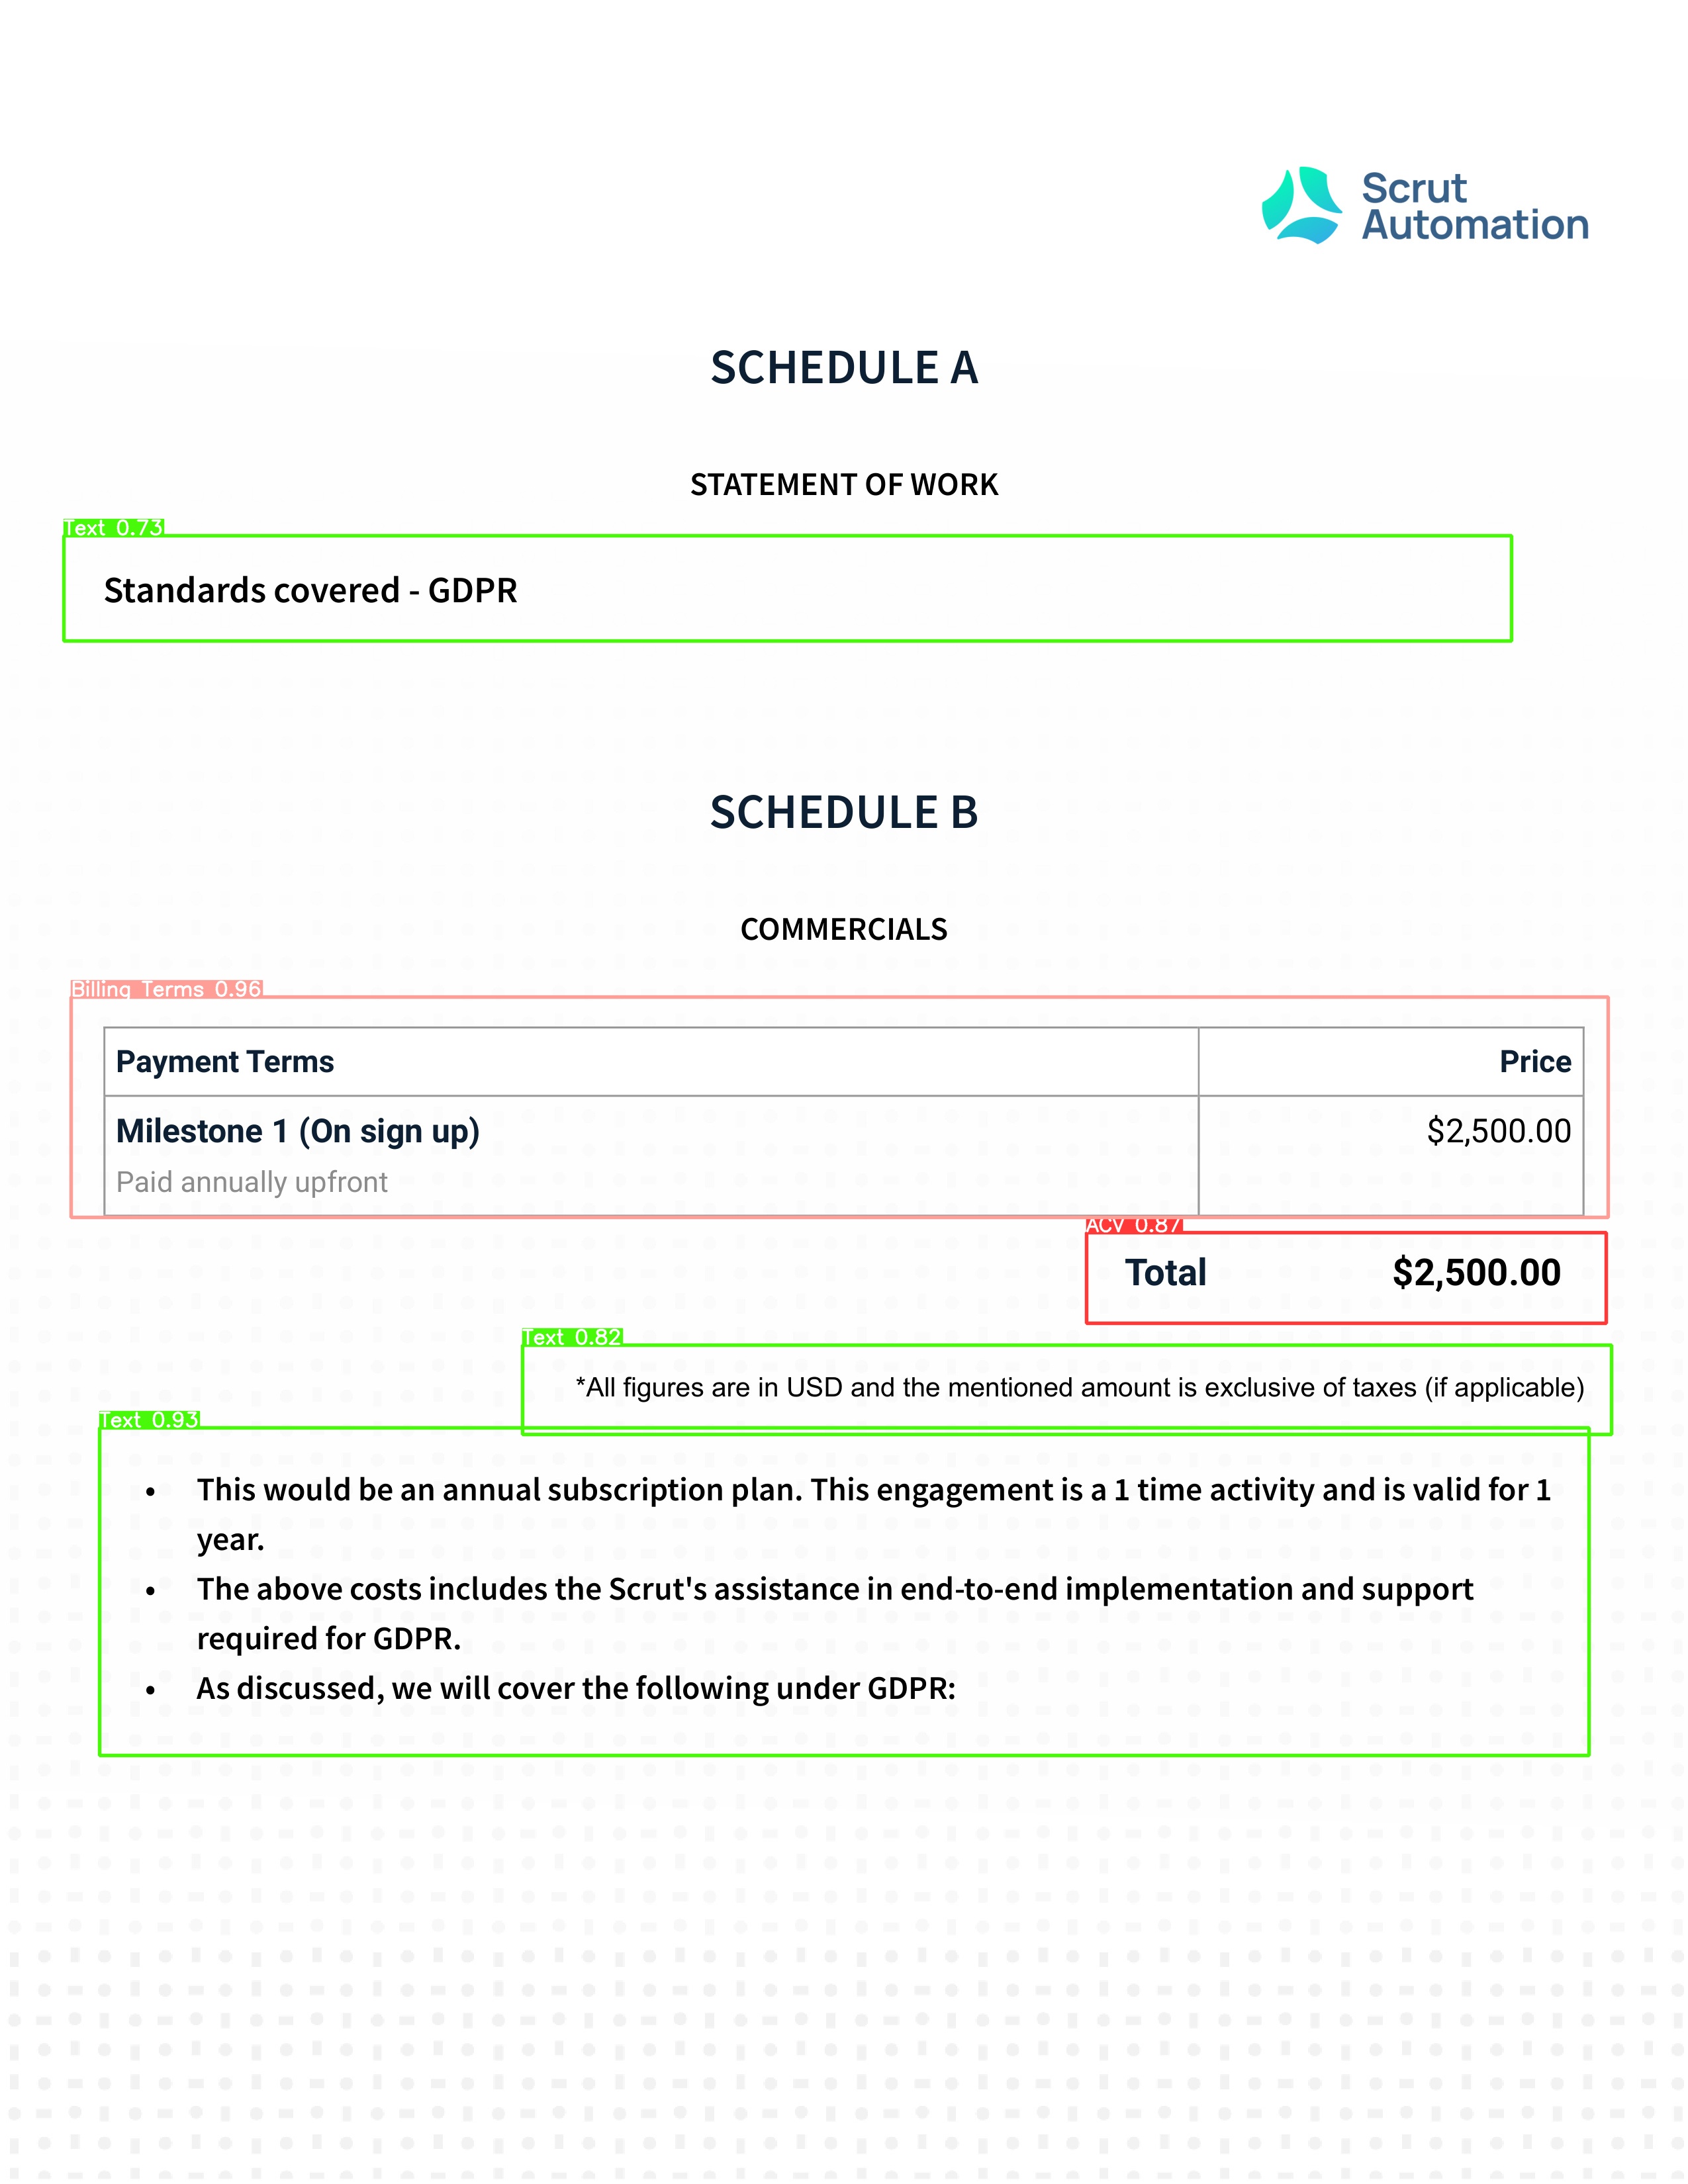 Scrut
Automation
SCHEDULE A
STATEMENT OF WORK
Text 0.73
Standards covered - GDPR
SCHEDULE B
COMMERCIALS
Billing Terms 0.96
Payment Terms Price
Milestone 1 (On sign up) $2,500.00
Paid annually upfront
ACV 0.87
Total $2,500.00
Text 0.82
*All figures are in USD and the mentioned amount is exclusive of taxes (if applicable)
Text 0.93
• This would be an annual subscription plan. This engagement is a 1 time activity and is valid for 1
year.
• The above costs includes the Scrut's assistance in end-to-end implementation and support
required for GDPR.
• As discussed, we will cover the following under GDPR: